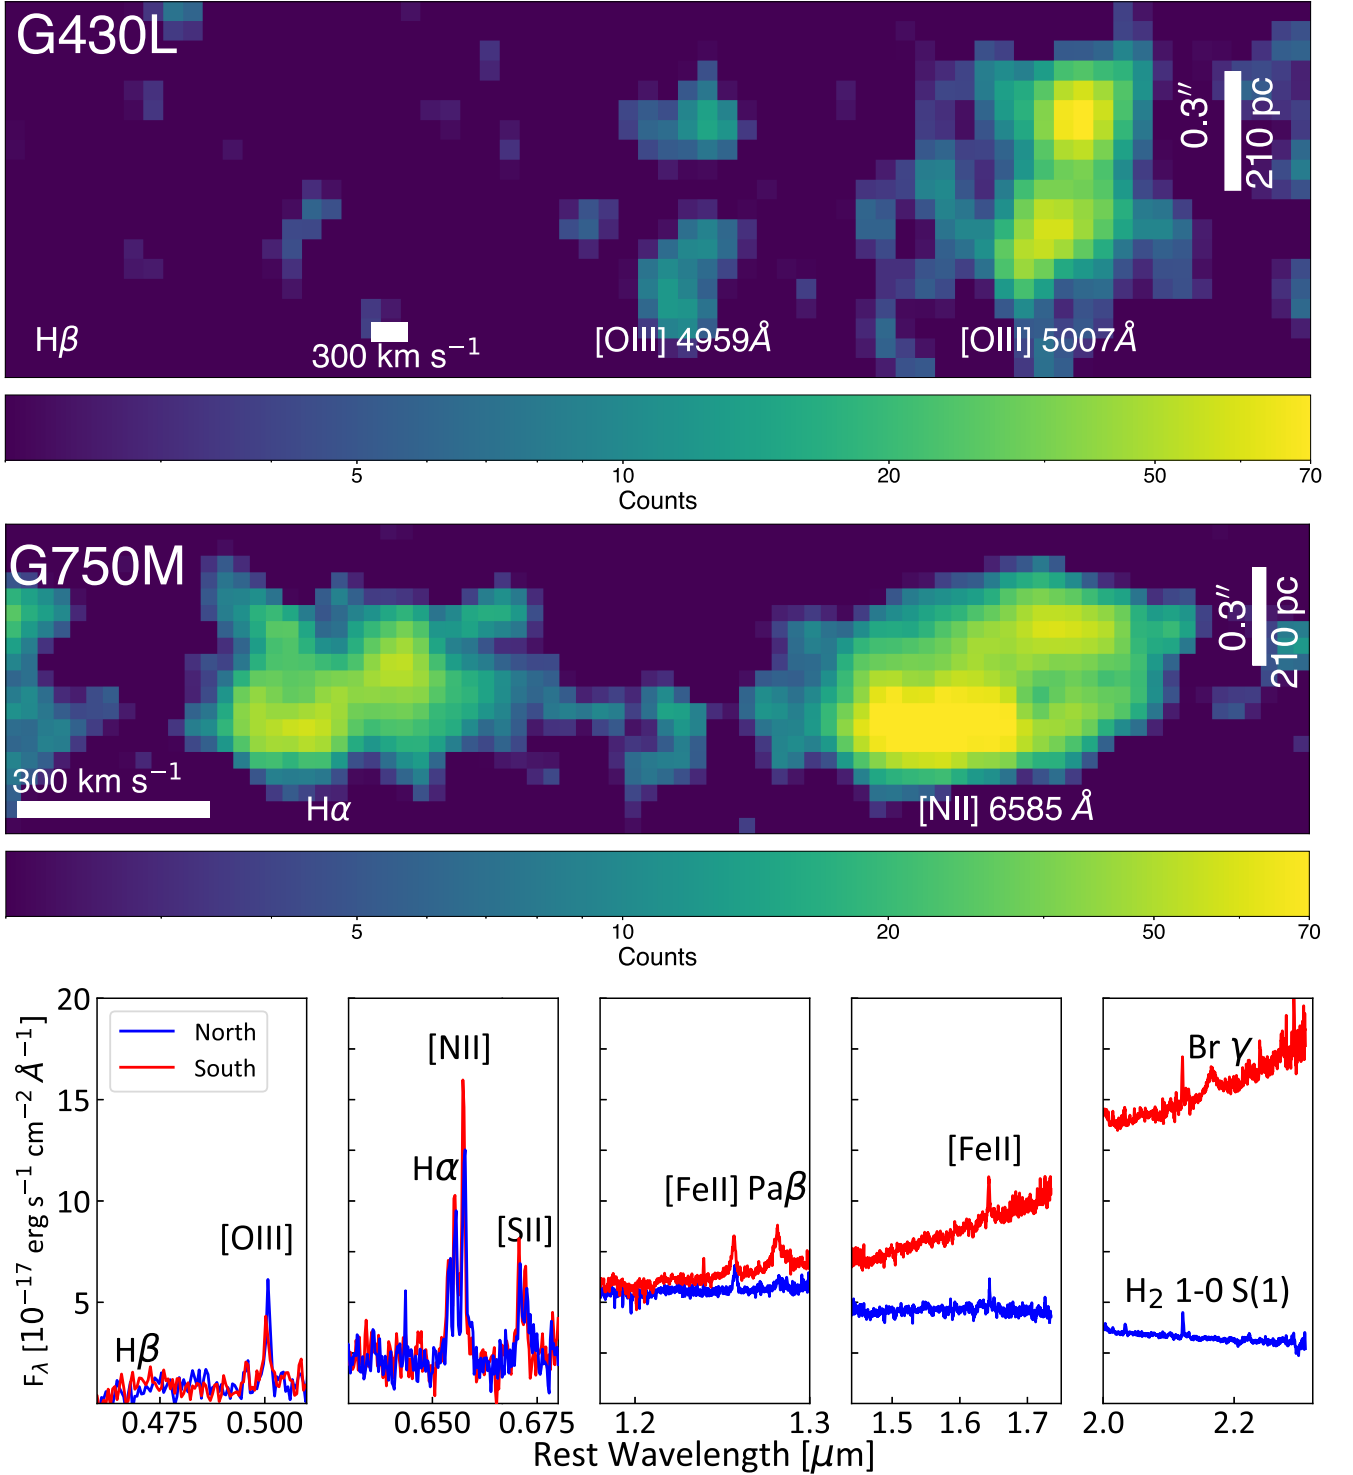 G430L
0.3″
210 pc
Hβ
300 km s⁻¹
[OIII] 4959Å
[OIII] 5007Å
5 10 20 50 70
Counts
G750M
0.3″
210 pc
300 km s⁻¹
Hα
[NII] 6585 Å
5 10 20 50 70
Counts
F_λ [10⁻¹⁷ erg s⁻¹ cm⁻² Å⁻¹]
20
15
10
5
North
South
Hβ
[OIII]
[NII]
Hα
[SII]
[FeII] Paβ
[FeII]
Br γ
H₂ 1-0 S(1)
0.475 0.500 0.650 0.675 1.2 1.3 1.5 1.6 1.7 2.0 2.2
Rest Wavelength [μm]